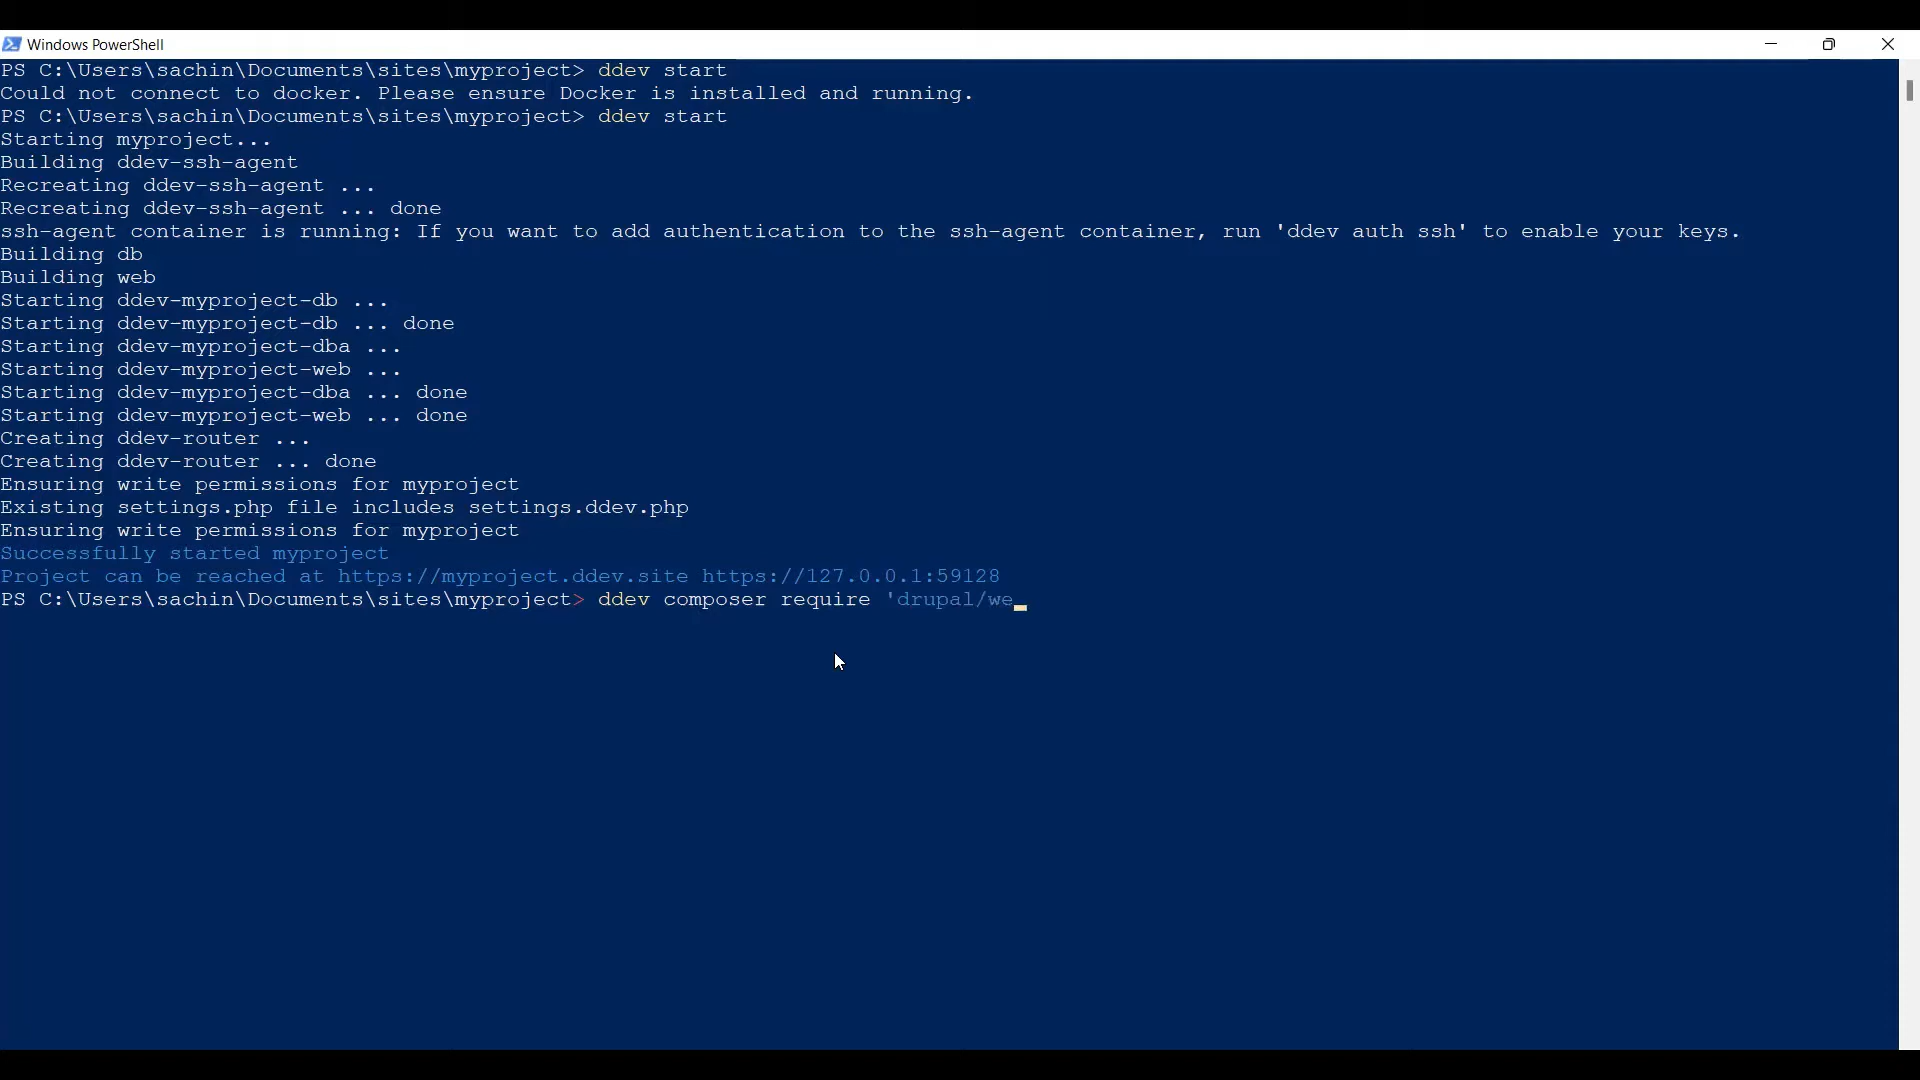 Windows PowerShell
PS C:\Users\sachin\Documents\sites\myproject> ddev start
Could not connect to docker. Please ensure Docker is installed and running.
PS C:\Users\sachin\Documents\sites\myproject> ddev start
Starting myproject...
Building ddev-ssh-agent
Recreating ddev-ssh-agent ...
Recreating ddev-ssh-agent ... done
ssh-agent container is running: If you want to add authentication to the ssh-agent container, run 'ddev auth ssh' to enable your keys.
Building db
Building web
Starting ddev-myproject-db ...
Starting ddev-myproject-db ... done
Starting ddev-myproject-dba ...
Starting ddev-myproject-web ...
Starting ddev-myproject-dba ... done
Starting ddev-myproject-web ... done
Creating ddev-router ...
Creating ddev-router ... done
Ensuring write permissions for myproject
Existing settings.php file includes settings.ddev.php
Ensuring write permissions for myproject
Successfully started myproject
Project can be reached at https://myproject.ddev.site https://127.0.0.1:59128
PS C:\Users\sachin\Documents\sites\myproject> ddev composer require 'drupal/we